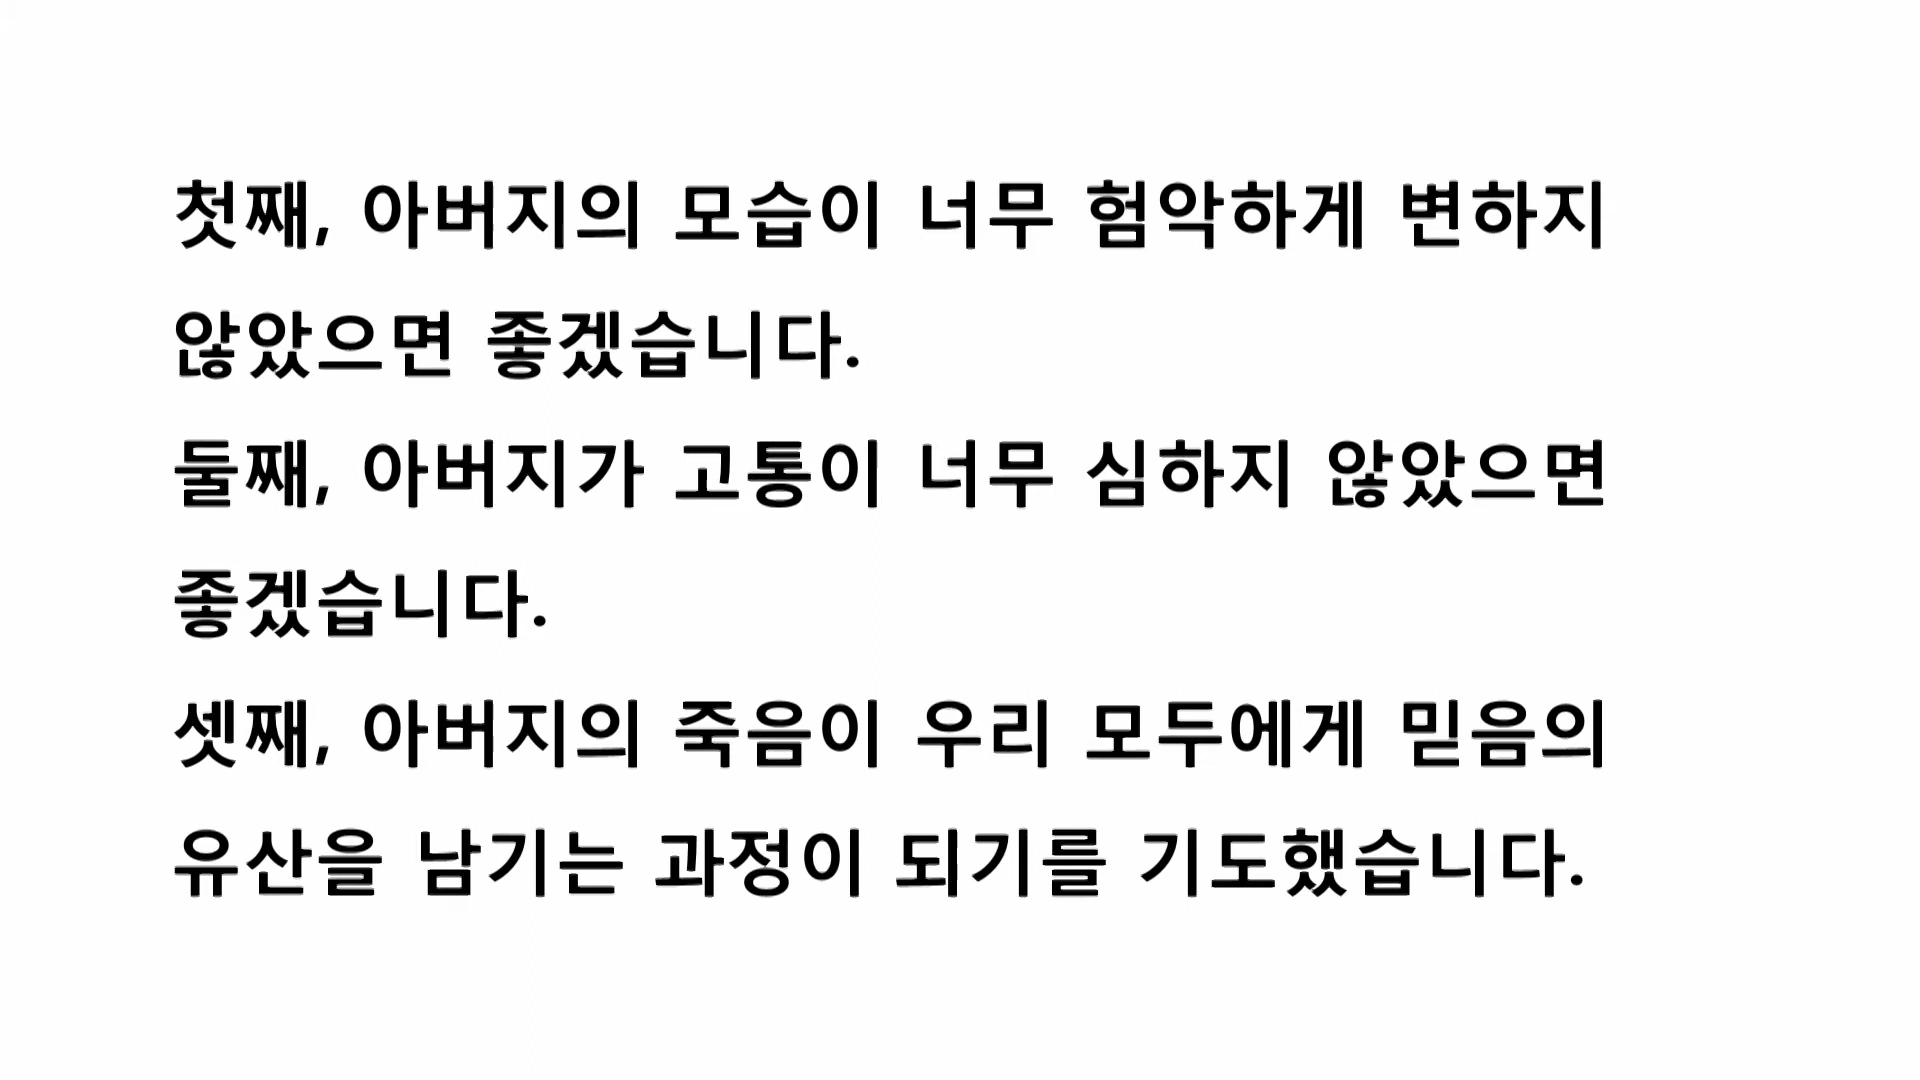 첫째, 아버지의 모습이 너무 험악하게 변하지
않았으면 좋겠습니다.
둘째, 아버지가 고통이 너무 심하지 않았으면
좋겠습니다.
셋째, 아버지의 죽음이 우리 모두에게 믿음의
유산을 남기는 과정이 되기를 기도했습니다.